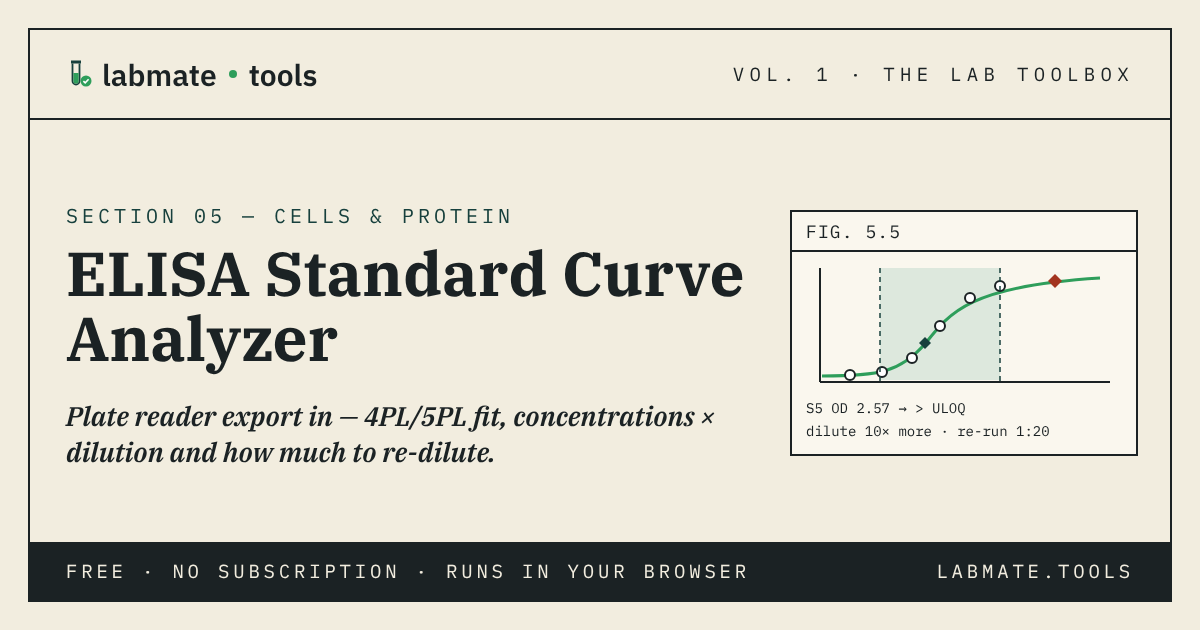 labmate • tools
VOL. 1 · THE LAB TOOLBOX
SECTION 05 — CELLS & PROTEIN
ELISA Standard Curve
Analyzer
Plate reader export in — 4PL/5PL fit, concentrations ×
dilution and how much to re-dilute.
FIG. 5.5
S5 OD 2.57 → > ULOQ
dilute 10× more · re-run 1:20
FREE · NO SUBSCRIPTION · RUNS IN YOUR BROWSER
LABMATE.TOOLS